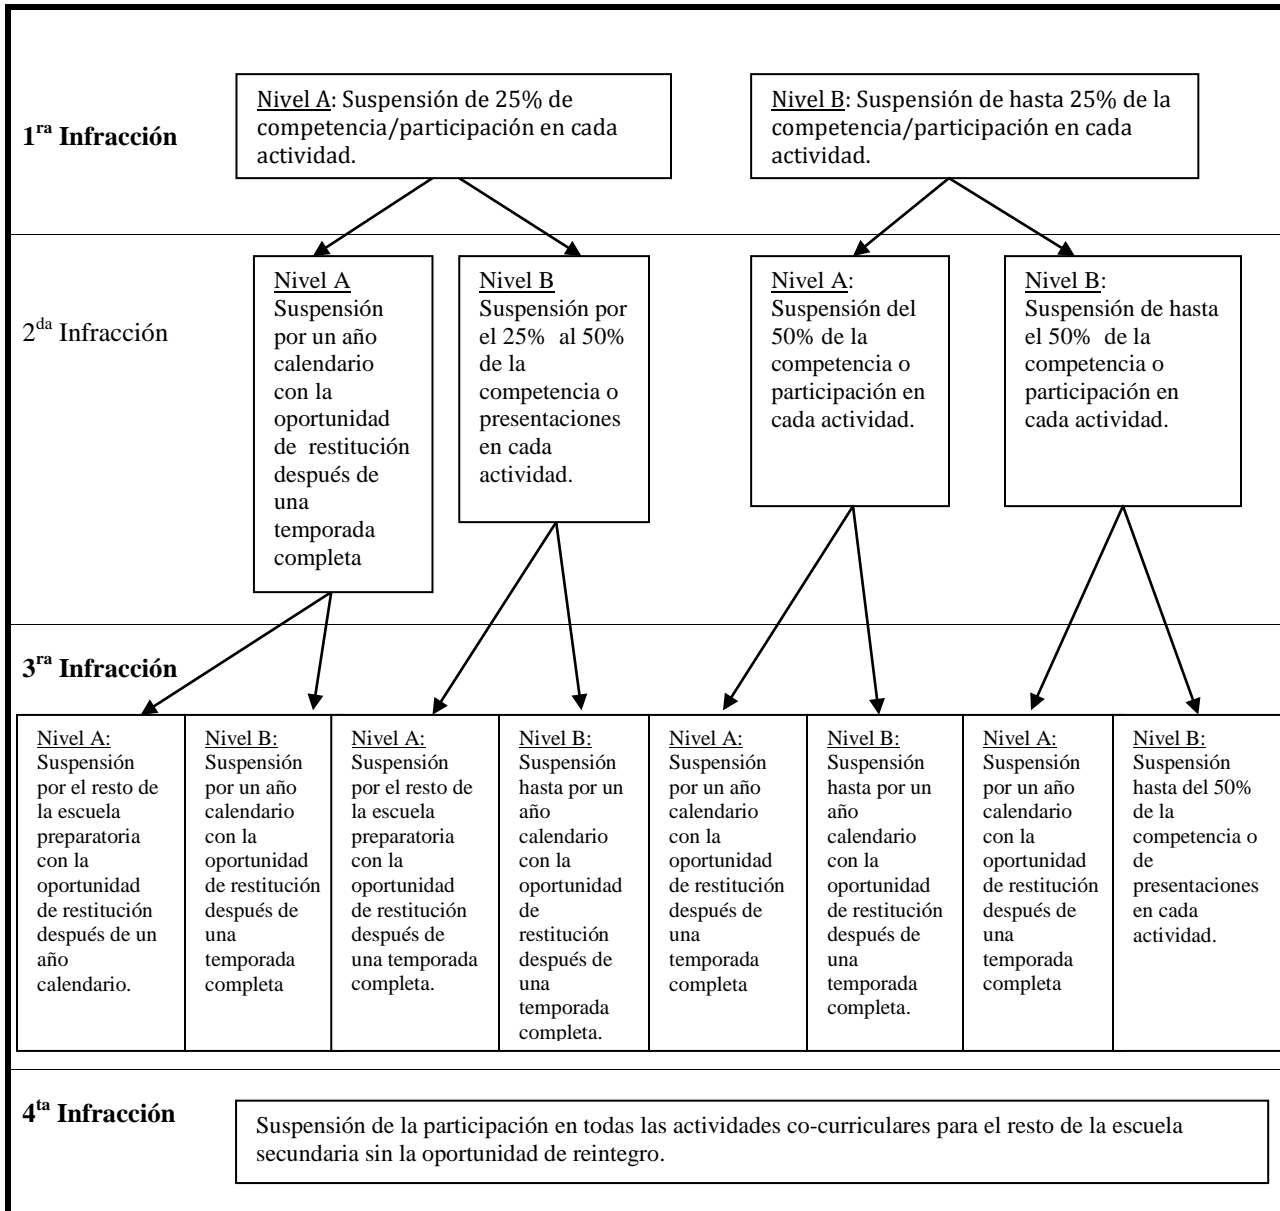 1ra Infracción
Nivel A: Suspensión de 25% de
competencia/participación en cada
actividad.
Nivel B: Suspensión de hasta 25% de la
competencia/participación en cada
actividad.
2da Infracción
Nivel A
Suspensión
por un año
calendario
con la
oportunidad
de restitución
después de
una
temporada
completa
Nivel B
Suspensión por
el 25% al 50%
de la
competencia o
presentaciones
en cada
actividad.
Nivel A:
Suspensión del
50% de la
competencia o
participación en
cada actividad.
Nivel B:
Suspensión de hasta
el 50% de la
competencia o
participación en
cada actividad.
3ra Infracción
Nivel A:
Suspensión
por el resto de
la escuela
preparatoria
con la
oportunidad
de restitución
después de un
año
calendario.
Nivel B:
Suspensión
por un año
calendario
con la
oportunidad
de restitución
después de
una
temporada
completa
Nivel A:
Suspensión
por el resto de
la escuela
preparatoria
con la
oportunidad
de restitución
después de
una temporada
completa.
Nivel B:
Suspensión
hasta por un
año
calendario
con la
oportunidad
de
restitución
después de
una
temporada
completa.
Nivel A:
Suspensión
por un año
calendario
con la
oportunidad
de restitución
después de
una
temporada
completa
Nivel B:
Suspensión
hasta por un
año
calendario
con la
oportunidad
de restitución
después de
una
temporada
completa.
Nivel A:
Suspensión
por un año
calendario
con la
oportunidad
de restitución
después de
una
temporada
completa
Nivel B:
Suspensión
hasta del 50%
de la
competencia o
de
presentaciones
en cada
actividad.
4ta Infracción
Suspensión de la participación en todas las actividades co-curriculares para el resto de la escuela
secundaria sin la oportunidad de reintegro.